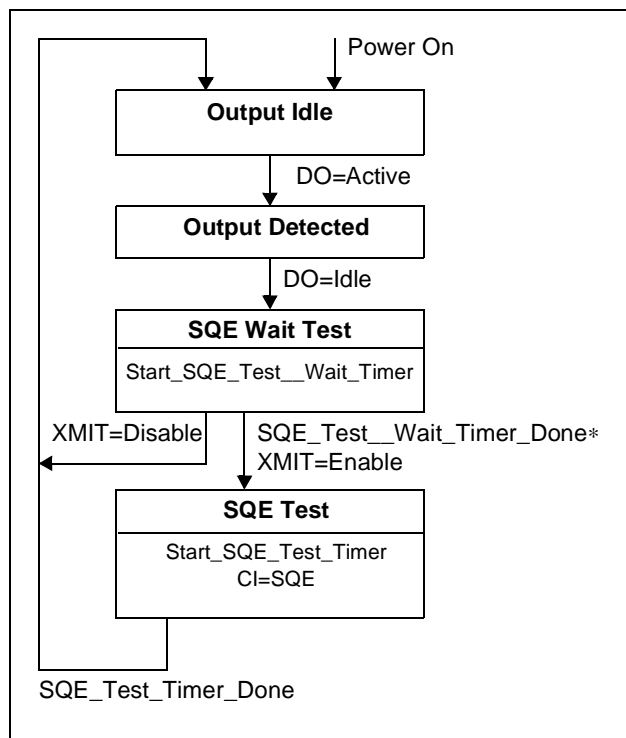 Power On
Output Idle
DO=Active
Output Detected
DO=Idle
SQE Wait Test
Start_SQE_Test__Wait_Timer
XMIT=Disable
SQE_Test__Wait_Timer_Done*
XMIT=Enable
SQE Test
Start_SQE_Test_Timer
CI=SQE
SQE_Test_Timer_Done